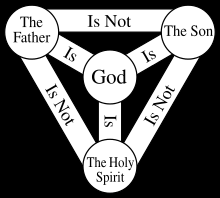 The
Father
Is Not
The Son
Is
Is
God
Is Not
Is
Is Not
The Holy
Spirit